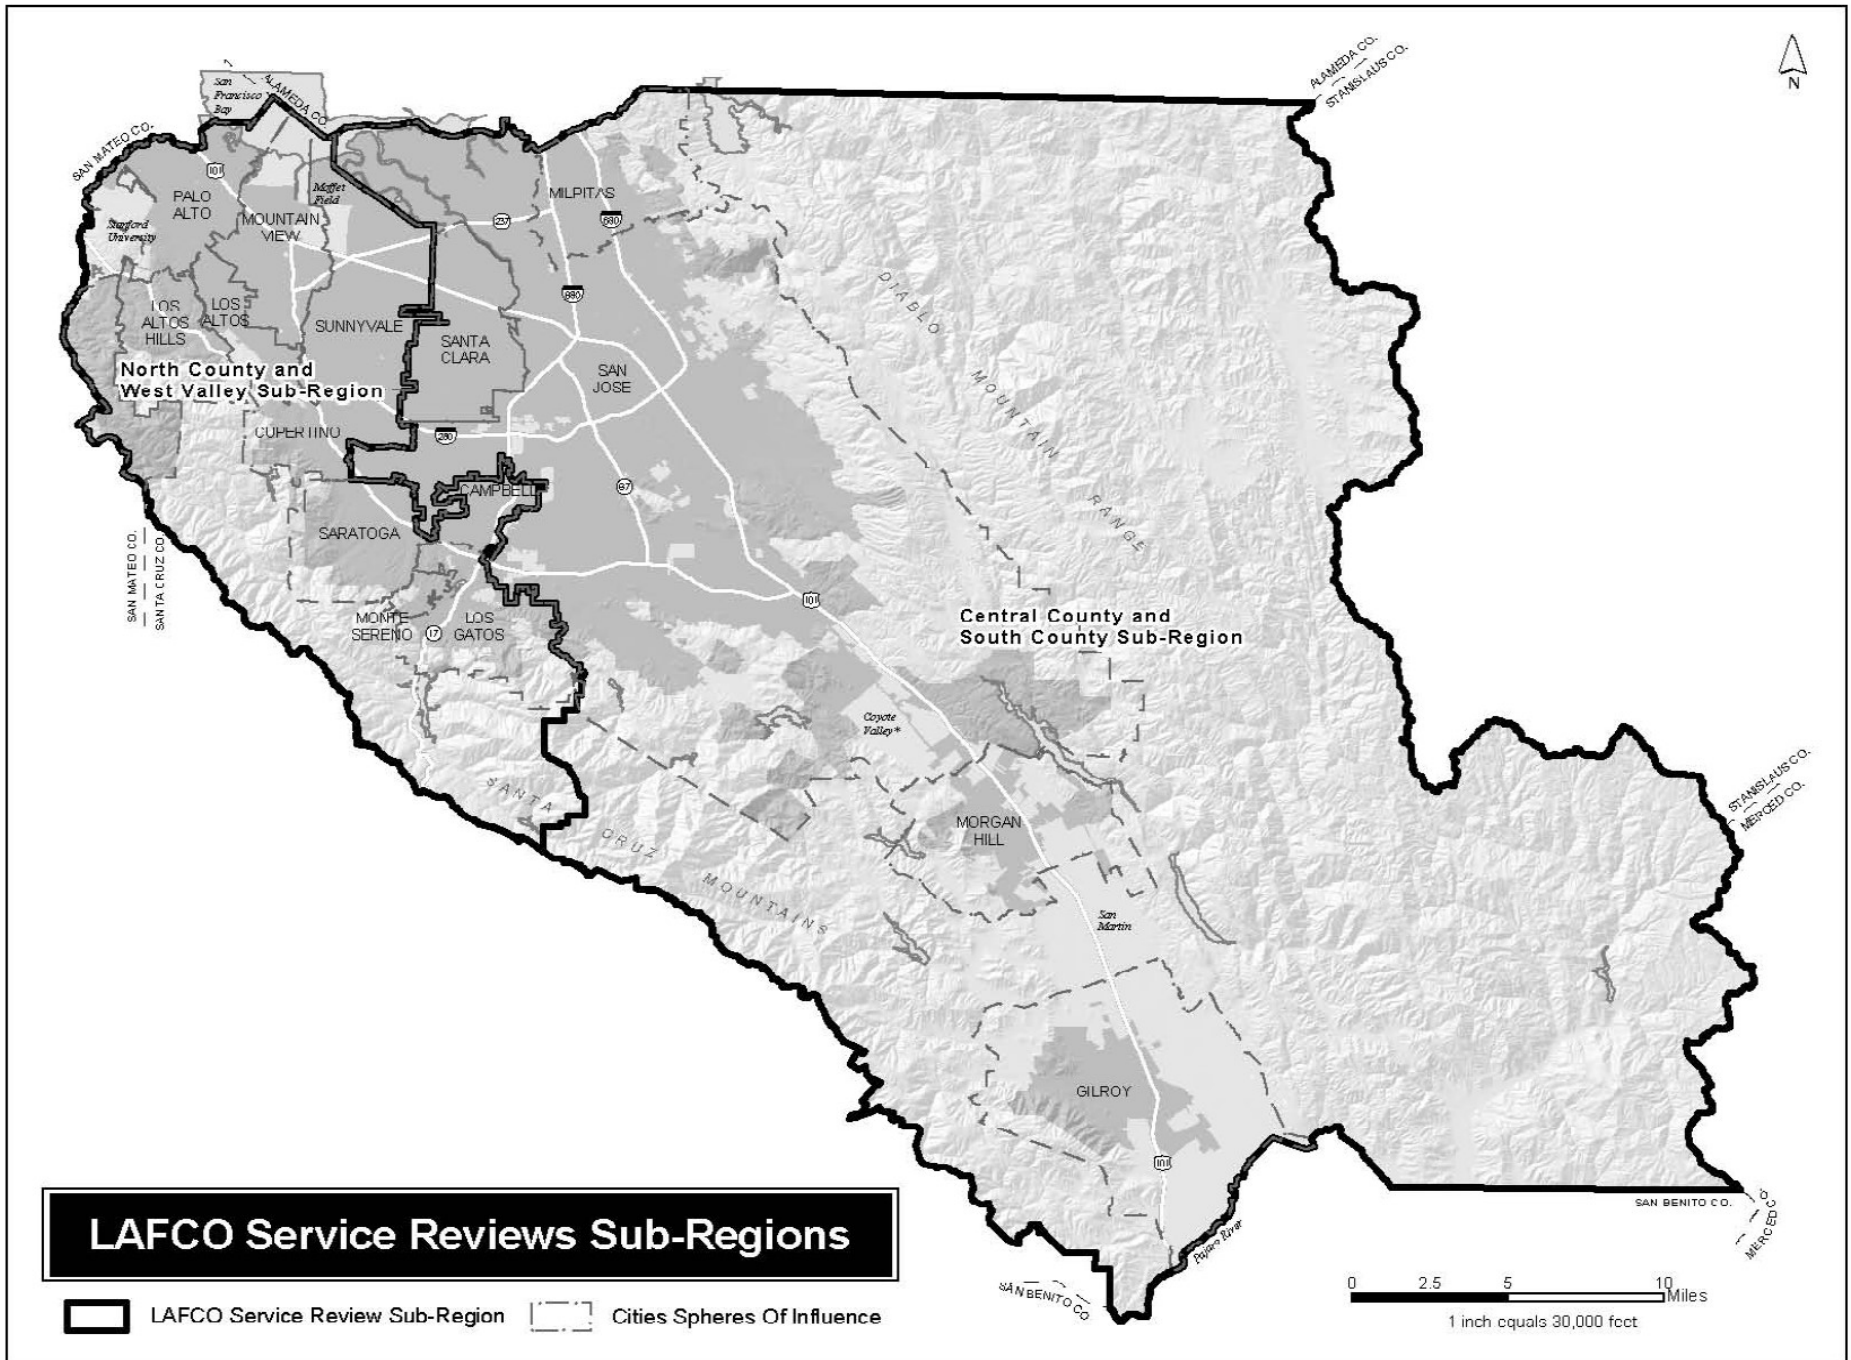 ALAMEDA CO.
STANISLAUS CO.
N
San
Francisco
Bay
ALAMEDA CO.
SAN MATEO CO.
101
PALO
ALTO
Moffet
Field
MILPITAS
Stanford
University
MOUNTAIN
VIEW
237
680
DIABLO
880
LOS
ALTOS
HILLS
LOS
ALTOS
SUNNYVALE
SANTA
CLARA
SAN
JOSE
MOUNTAIN
North County and
West Valley Sub-Region
CUPERTINO
280
87
CAMPBELL
RANGE
SARATOGA
SAN MATEO CO.
SANTA CRUZ CO.
101
MONTE
SERENO
17
LOS
GATOS
Central County and
South County Sub-Region
Coyote
Valley*
STANISLAUS CO.
MERCED CO.
SANTA
CRUZ
MOUNTAINS
MORGAN
HILL
San
Martin
GILROY
101
SAN BENITO CO.
MERCED CO.
Pajaro River
SAN BENITO CO
LAFCO Service Reviews Sub-Regions
LAFCO Service Review Sub-Region
Cities Spheres Of Influence
0 2.5 5 10
Miles
1 inch equals 30,000 feet